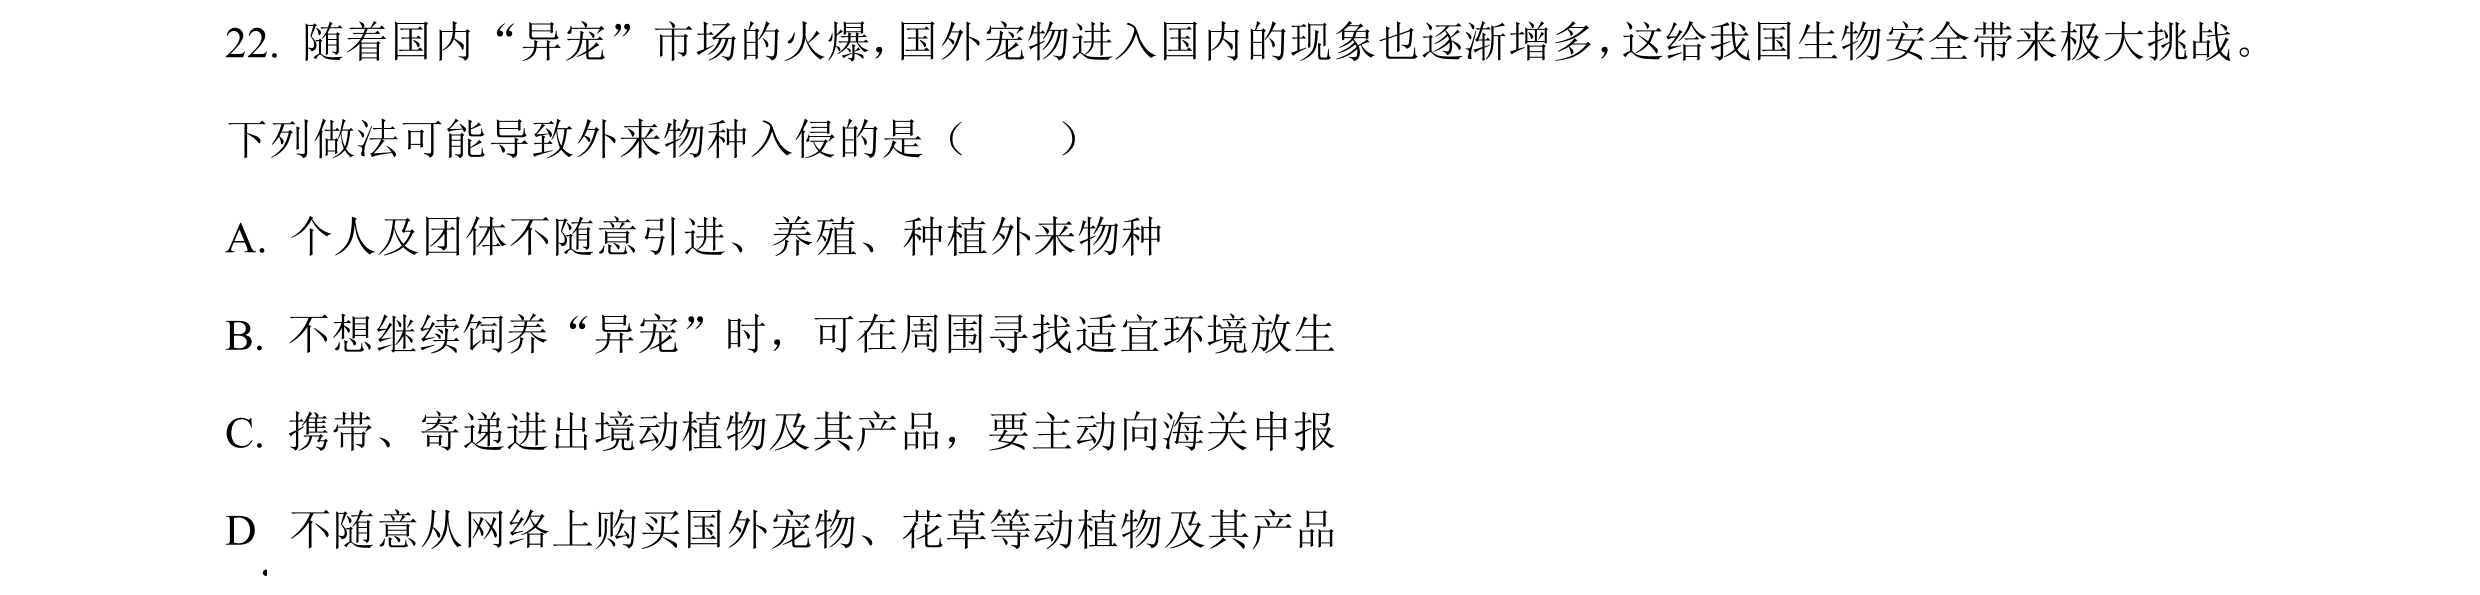 22. 随着国内“异宠”市场的火爆，国外宠物进入国内的现象也逐渐增多，这给我国生物安全带来极大挑战。
下列做法可能导致外来物种入侵的是（　　）
A. 个人及团体不随意引进、养殖、种植外来物种
B. 不想继续饲养“异宠”时，可在周围寻找适宜环境放生
C. 携带、寄递进出境动植物及其产品，要主动向海关申报
D. 不随意从网络上购买国外宠物、花草等动植物及其产品